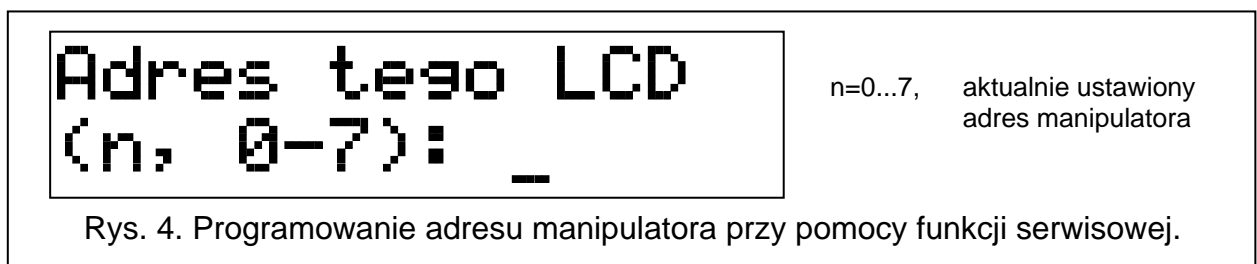 Adres tego LCD
(n, 0-7): _
n=0...7, aktualnie ustawiony
adres manipulatora
Rys. 4. Programowanie adresu manipulatora przy pomocy funkcji serwisowej.